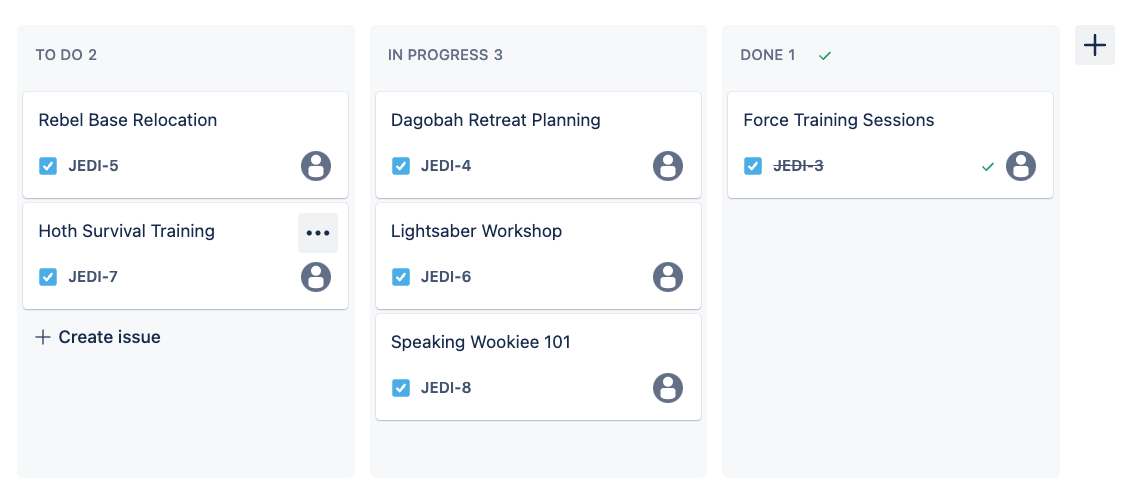 TO DO 2
Rebel Base Relocation
JEDI-5
Hoth Survival Training
JEDI-7
Create issue
IN PROGRESS 3
Dagobah Retreat Planning
JEDI-4
Lightsaber Workshop
JEDI-6
Speaking Wookiee 101
JEDI-8
DONE 1
Force Training Sessions
JEDI-3